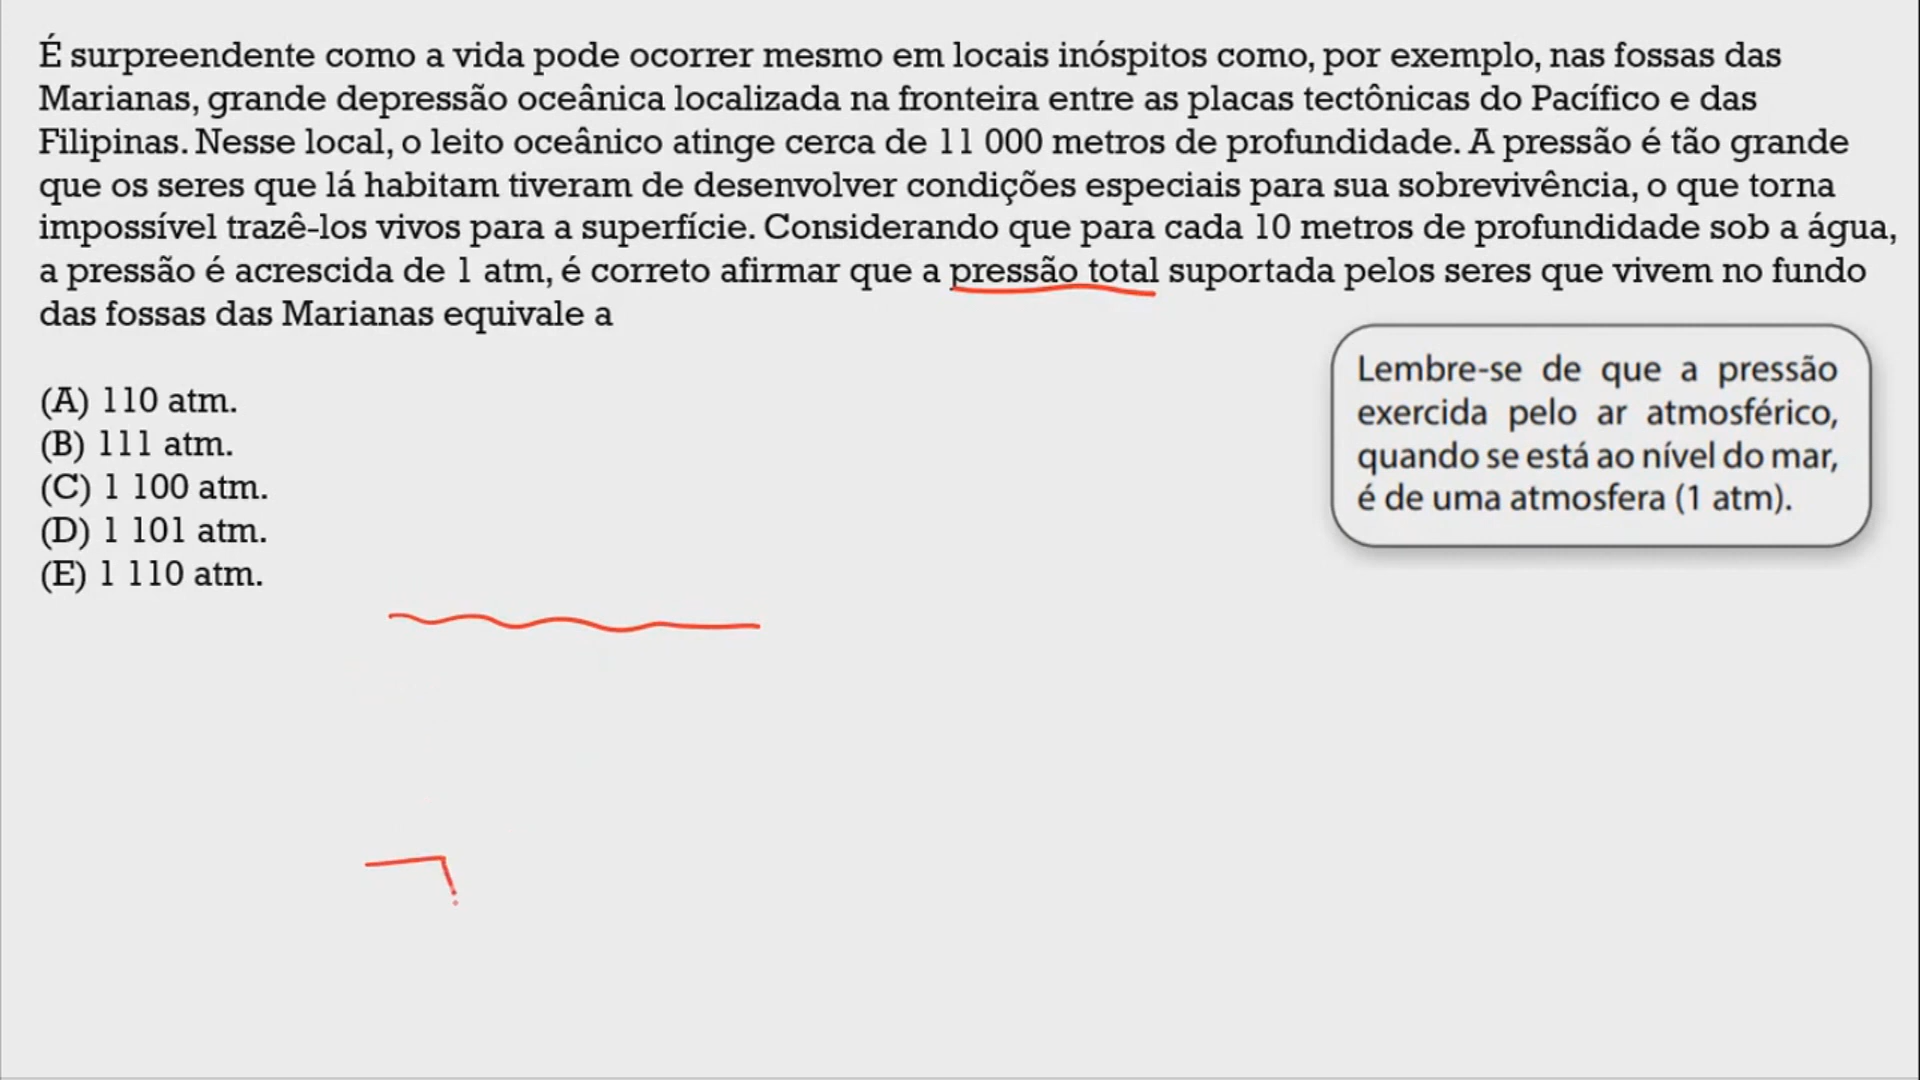 É surpreendente como a vida pode ocorrer mesmo em locais inóspitos como, por exemplo, nas fossas das
Marianas, grande depressão oceânica localizada na fronteira entre as placas tectônicas do Pacífico e das
Filipinas. Nesse local, o leito oceânico atinge cerca de 11 000 metros de profundidade. A pressão é tão grande
que os seres que lá habitam tiveram de desenvolver condições especiais para sua sobrevivência, o que torna
impossível trazê-los vivos para a superfície. Considerando que para cada 10 metros de profundidade sob a água,
a pressão é acrescida de 1 atm, é correto afirmar que a pressão total suportada pelos seres que vivem no fundo
das fossas das Marianas equivale a
(A) 110 atm.
(B) 111 atm.
(C) 1 100 atm.
(D) 1 101 atm.
(E) 1 110 atm.
Lembre-se de que a pressão
exercida pelo ar atmosférico,
quando se está ao nível do mar,
é de uma atmosfera (1 atm).